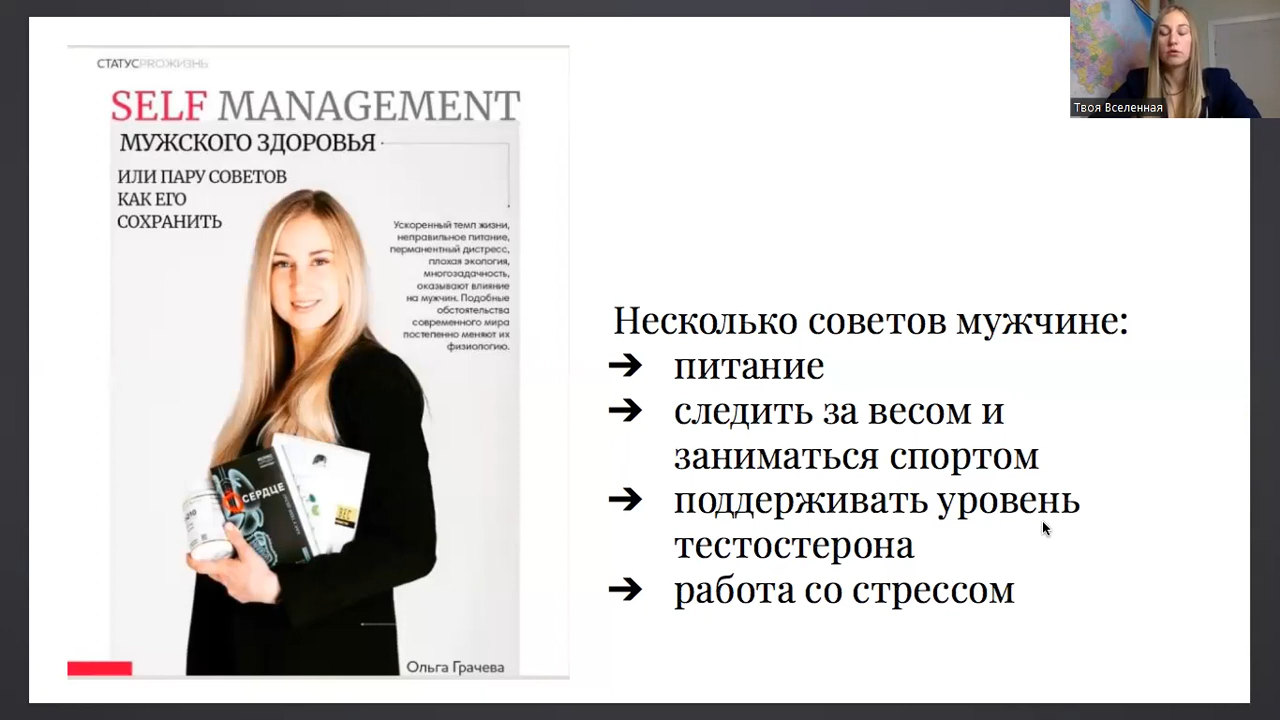 СТАТУСPROЖИЗНЬ
SELF MANAGEMENT
МУЖСКОГО ЗДОРОВЬЯ
ИЛИ ПАРУ СОВЕТОВ
КАК ЕГО
СОХРАНИТЬ
Ускоренный темп жизни,
неправильное питание,
перманентный дистресс,
плохая экология,
многозадачность,
оказывают влияние
на мужчин. Подобные
обстоятельства
современного мира
постепенно меняют их
физиологию.
СЕРДЦЕ
Ольга Грачева
Твоя Вселенная
Несколько советов мужчине:
➔ питание
➔ следить за весом и
заниматься спортом
➔ поддерживать уровень
тестостерона
➔ работа со стрессом